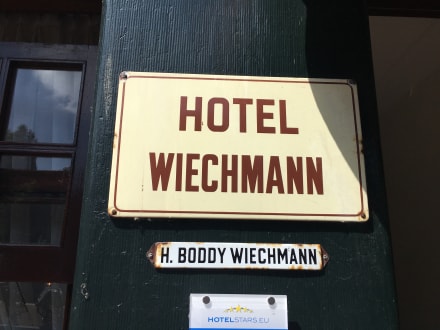 HOTEL
WIECHMANN
H. BODDY WIECHMANN
HOTELSTARS.EU